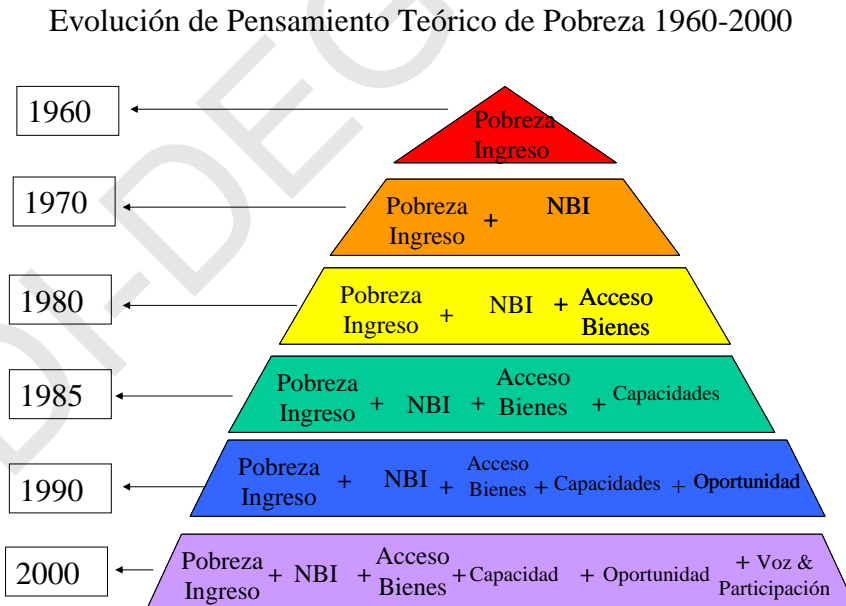 Evolución de Pensamiento Teórico de Pobreza 1960-2000
1960
Pobreza
Ingreso
1970
Pobreza
Ingreso
+
NBI
1980
Pobreza
Ingreso
+
NBI
+
Acceso
Bienes
1985
Pobreza
Ingreso
+
NBI
+
Acceso
Bienes
+
Capacidades
1990
Pobreza
Ingreso
+
NBI
+
Acceso
Bienes
+
Capacidades
+
Oportunidad
2000
Pobreza
Ingreso
+
NBI
+
Acceso
Bienes
+
Capacidad
+
Oportunidad
+ Voz &
Participación
DI-DEG